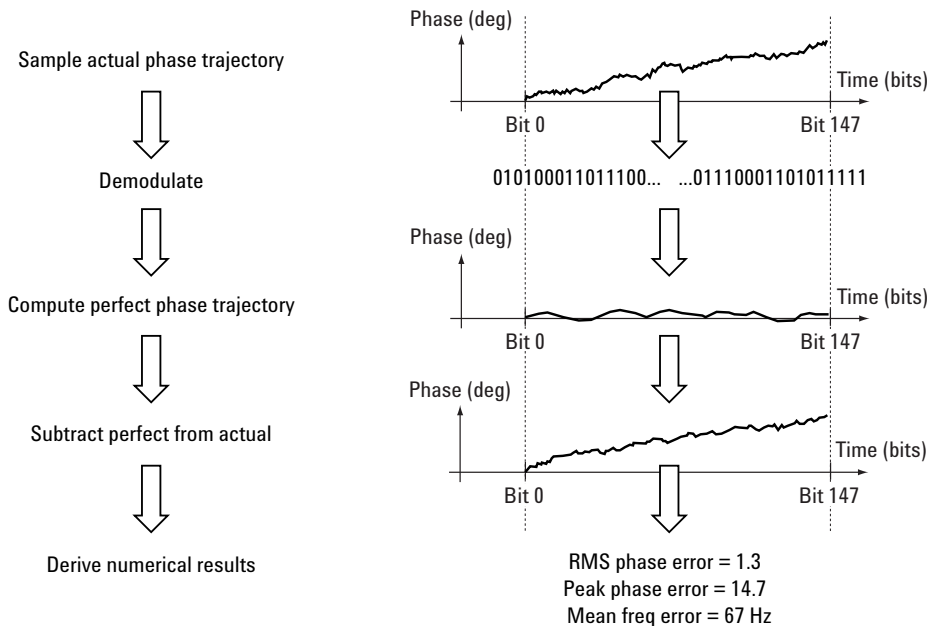 Sample actual phase trajectory
Demodulate
Compute perfect phase trajectory
Subtract perfect from actual
Derive numerical results
Phase (deg)
Time (bits)
Bit 0
Bit 147
010100011011100... ...01110001101011111
Phase (deg)
Time (bits)
Bit 0
Bit 147
Phase (deg)
Time (bits)
Bit 0
Bit 147
RMS phase error = 1.3
Peak phase error = 14.7
Mean freq error = 67 Hz